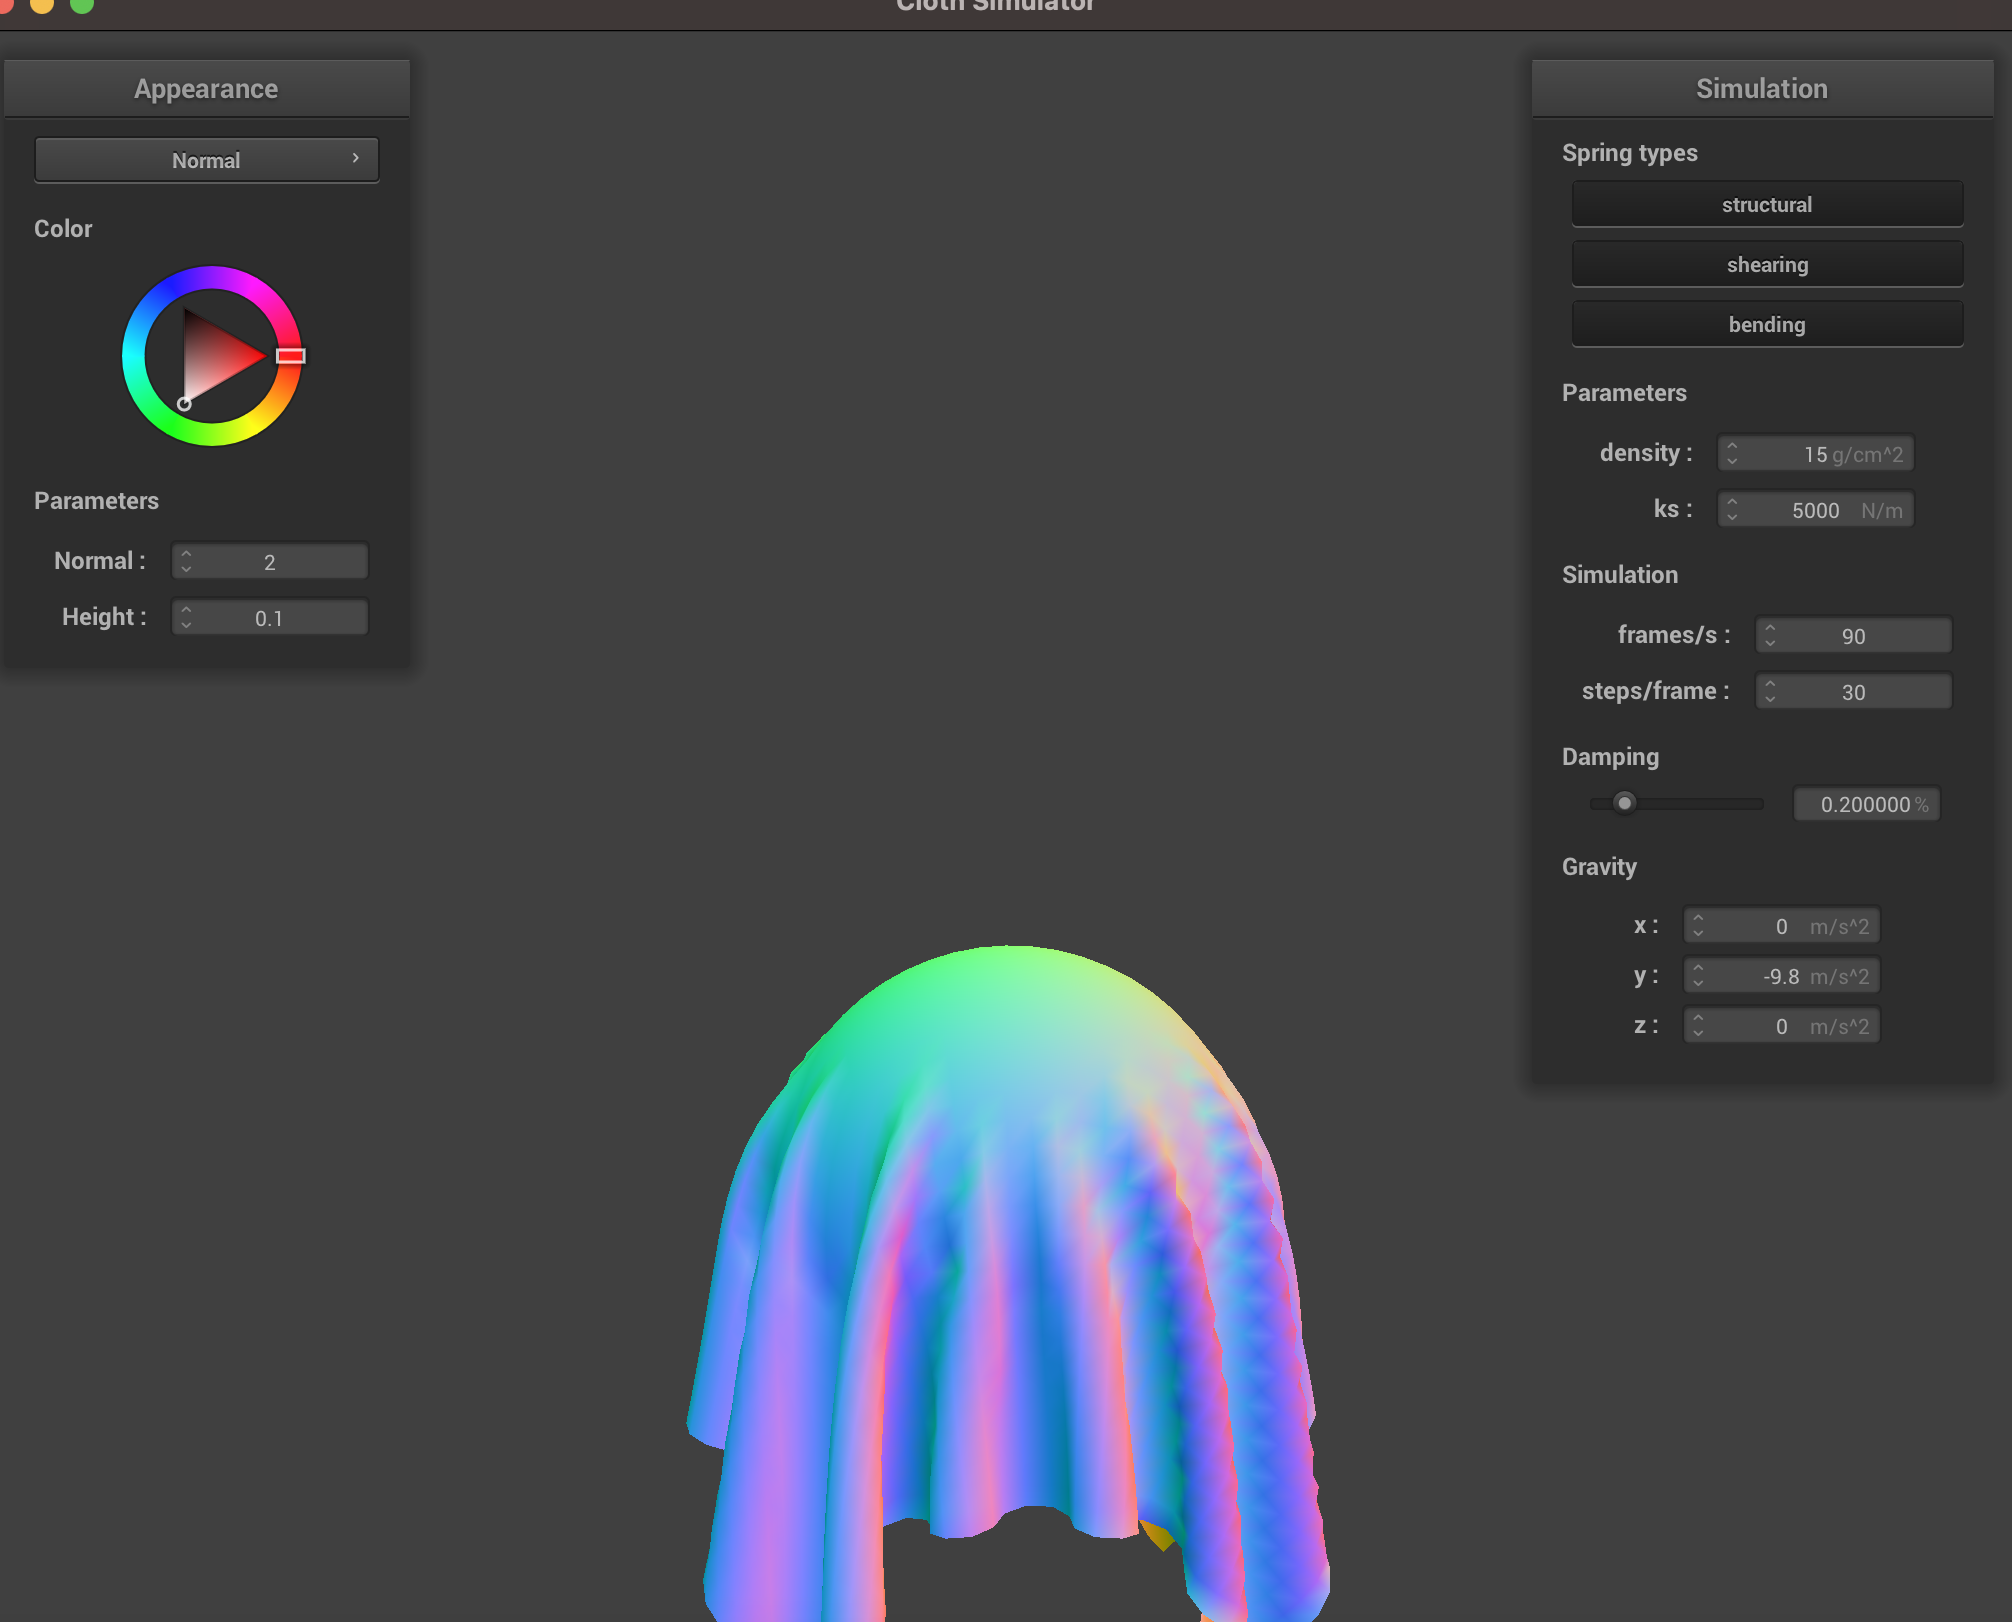 Cloth Simulator
Appearance
Normal
Color
Parameters
Normal : 2
Height : 0.1
Simulation
Spring types
structural
shearing
bending
Parameters
density : 15 g/cm^2
ks : 5000 N/m
Simulation
frames/s : 90
steps/frame : 30
Damping
0.200000 %
Gravity
x : 0 m/s^2
y : -9.8 m/s^2
z : 0 m/s^2